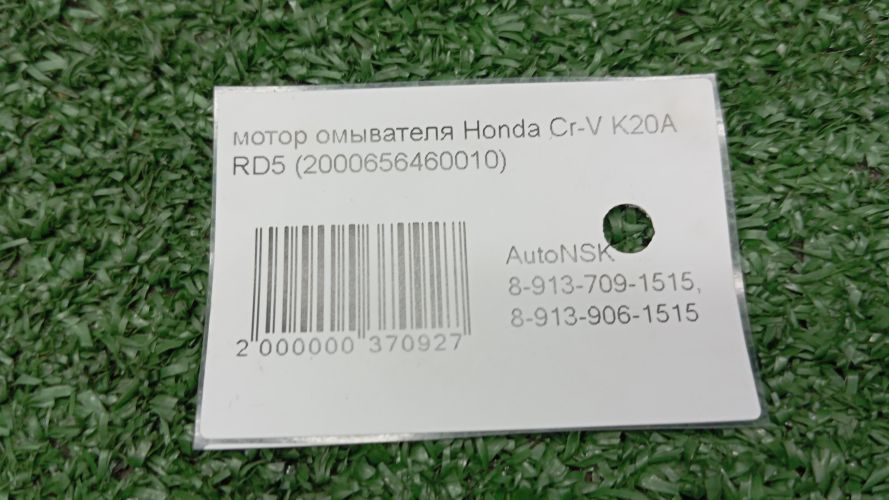 мотор омывателя Honda Cr-V K20A
RD5 (2000656460010)
AutoNSK
8-913-709-1515,
8-913-906-1515
2 000000 370927